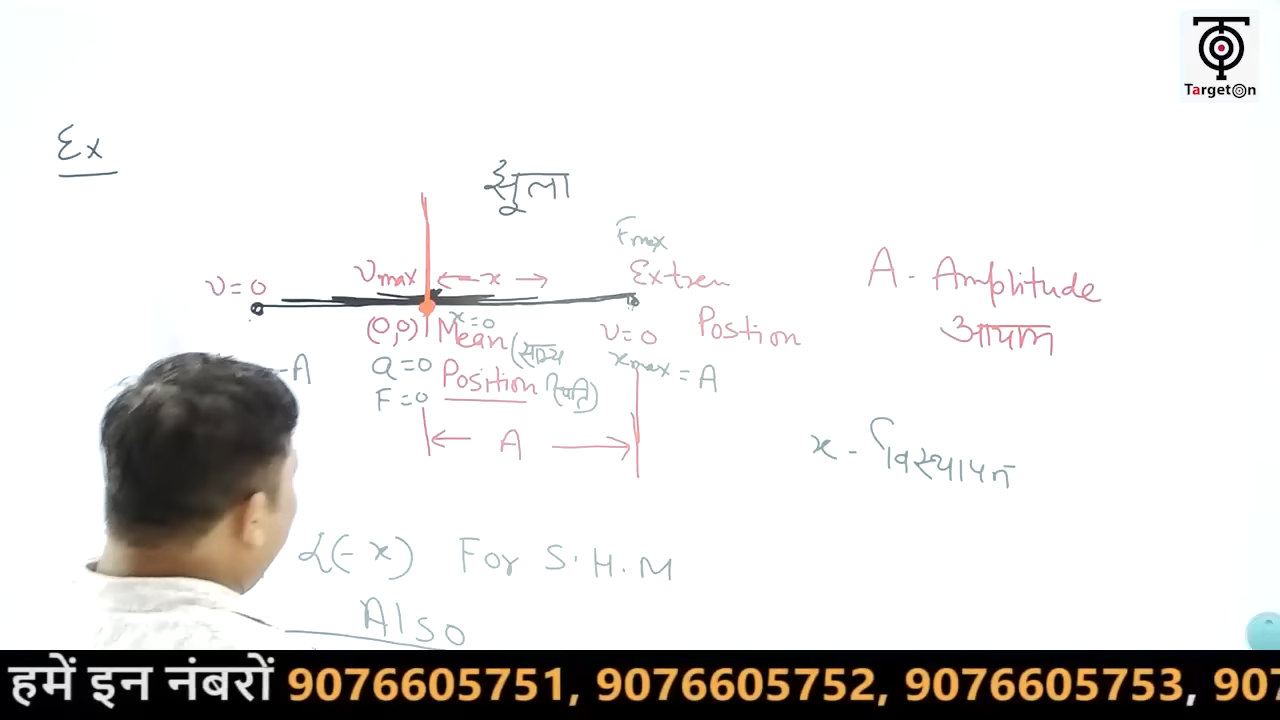 TargetOn
Ex
झूला
Fmax
v=0 vmax ← x → Extrem
(0,0) x=0 Mean (साम्य v=0 Postion
-A a=0 Position स्थिति) xmax = A
F=0
← A →
A - Amplitude
आयाम
x - विस्थापन
∠(-x) For S.H.M
Also
हमें इन नंबरों 9076605751, 9076605752, 9076605753, 907